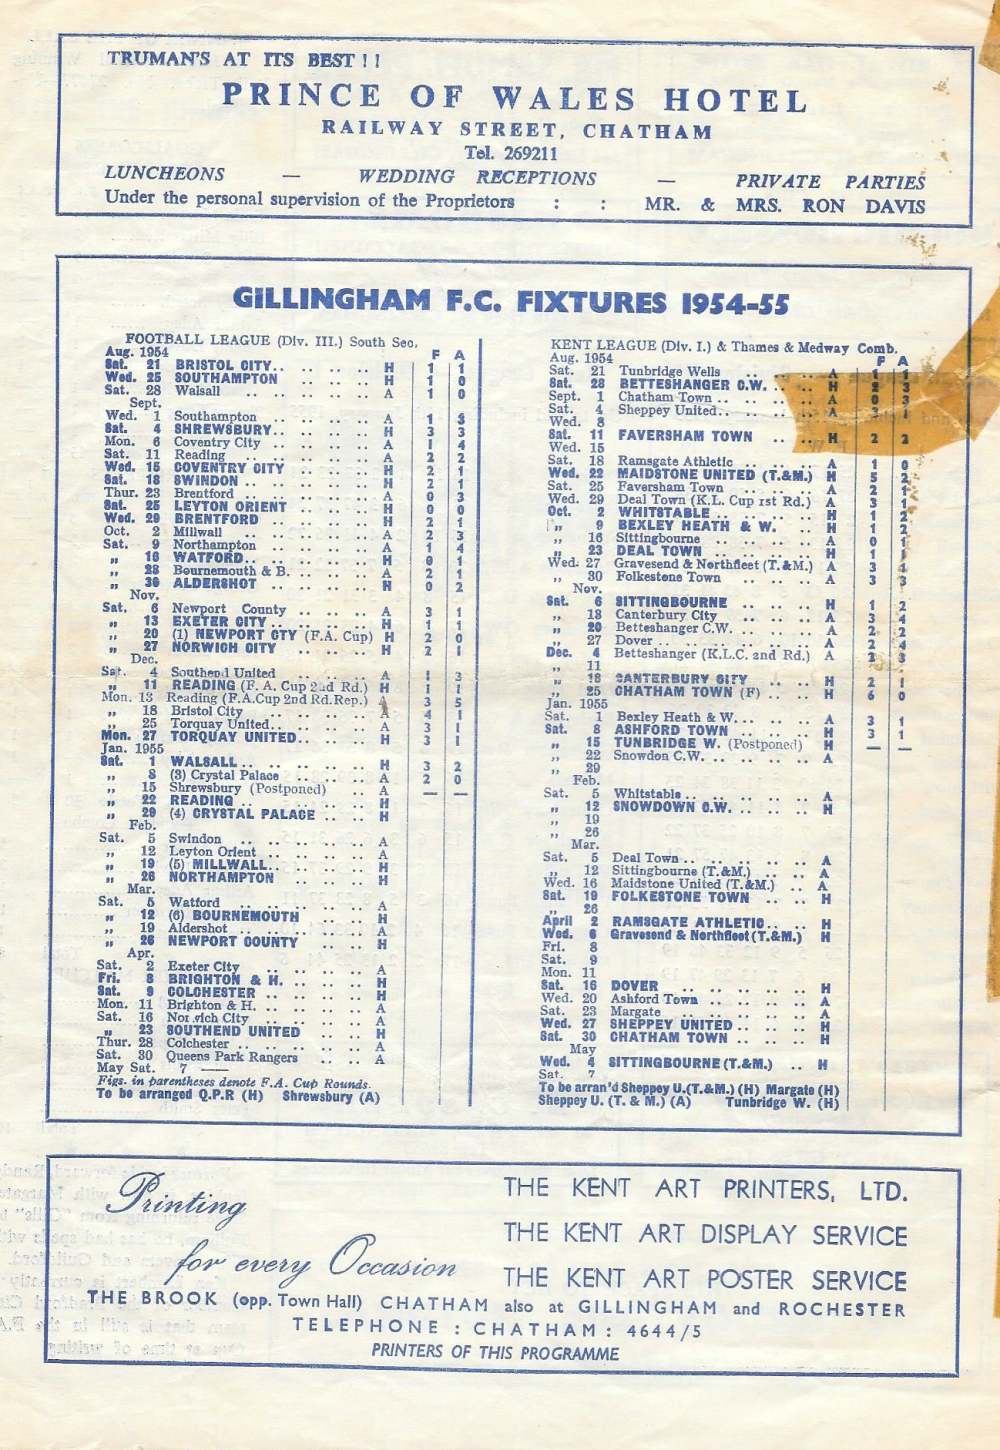 TRUMAN'S AT ITS BEST!!
PRINCE OF WALES HOTEL
RAILWAY STREET, CHATHAM
Tel. 269211
LUNCHEONS — WEDDING RECEPTIONS — PRIVATE PARTIES
Under the personal supervision of the Proprietors : : MR. & MRS. RON DAVIS
GILLINGHAM F.C. FIXTURES 1954-55
FOOTBALL LEAGUE (Div. III.) South Sec.
Aug. 1954 F A
Sat. 21 BRISTOL CITY.. .. .. .. H 1 1
Wed. 25 SOUTHAMPTON .. .. .. H 1 0
Sat. 28 Walsall .. .. .. .. A 1 0
Sept.
Wed. 1 Southampton .. .. .. .. A 1 3
Sat. 4 SHREWSBURY.. .. .. .. H 3 3
Mon. 6 Coventry City .. .. .. A 1 4
Sat. 11 Reading .. .. .. .. A 2 2
Wed. 15 COVENTRY CITY .. .. .. H 2 1
Sat. 18 SWINDON .. .. .. .. H 2 1
Thur. 23 Brentford .. .. .. .. A 0 3
Sat. 25 LEYTON ORIENT .. .. .. H 0 0
Wed. 29 BRENTFORD .. .. .. .. H 2 1
Oct. 2 Millwall .. .. .. .. A 2 3
Sat. 9 Northampton .. .. .. .. A 1 4
" 16 WATFORD.. .. .. .. H 0 1
" 23 Bournemouth & B. .. .. .. A 2 1
" 30 ALDERSHOT .. .. .. H 0 2
Nov.
Sat. 6 Newport County .. .. .. A 3 1
" 13 EXETER CITY.. .. .. .. H 1 1
" 20 (1) NEWPORT CTY (F.A. Cup) H 2 0
" 27 NORWICH CITY .. .. .. H 2 1
Dec.
Sat. 4 Southend United .. .. .. A 1 3
" 11 READING (F. A. Cup 2nd Rd.) H 1 1
Mon. 13 Reading (F.A.Cup 2nd Rd.Rep.) A 3 5
" 18 Bristol City .. .. .. A 4 1
" 25 Torquay United.. .. .. A 3 1
Mon. 27 TORQUAY UNITED.. .. .. H 3 1
Jan. 1955
Sat. 1 WALSALL .. .. .. .. H 3 2
" 8 (3) Crystal Palace .. .. .. A 2 0
" 15 Shrewsbury (Postponed) .. A — —
" 22 READING .. .. .. .. H
" 29 (4) CRYSTAL PALACE .. .. H
Feb.
Sat. 5 Swindon .. .. .. .. A
" 12 Leyton Orient .. .. .. A
" 19 (5) MILLWALL.. .. .. H
" 26 NORTHAMPTON .. .. .. H
Mar.
Sat. 5 Watford .. .. .. .. A
" 12 (6) BOURNEMOUTH .. .. H
" 19 Aldershot .. .. .. .. A
" 26 NEWPORT COUNTY .. .. H
Apr.
Sat. 2 Exeter City .. .. .. A
Fri. 8 BRIGHTON & H. .. .. .. H
Sat. 9 COLCHESTER .. .. .. H
Mon. 11 Brighton & H. .. .. .. A
Sat. 16 Norwich City .. .. .. A
" 23 SOUTHEND UNITED .. .. H
Thur. 28 Colchester .. .. .. .. A
Sat. 30 Queens Park Rangers .. .. A
May Sat. 7 ——
Figs. in parentheses denote F.A. Cup Rounds.
To be arranged Q.P.R (H) Shrewsbury (A)
KENT LEAGUE (Div. I.) & Thames & Medway Comb.
Aug. 1954 F A
Sat. 21 Tunbridge Wells .. .. .. A 1 1
Sat. 28 BETTESHANGER C.W. .. .. H 2 3
Sept. 1 Chatham Town .. .. .. .. A 0 3
Sat. 4 Sheppey United.. .. .. .. A 3 1
Wed. 8
Sat. 11 FAVERSHAM TOWN .. .. H 2 2
Wed. 15
Sat. 18 Ramsgate Athletic .. .. .. A 1 0
Wed. 22 MAIDSTONE UNITED (T.&M.) H 5 2
Sat. 25 Faversham Town .. .. .. A 2 1
Wed. 29 Deal Town (K.L. Cup 1st Rd.) A 3 1
Oct. 2 WHITSTABLE .. .. .. .. H 1 2
" 9 BEXLEY HEATH & W. .. .. H 1 2
" 16 Sittingbourne .. .. .. .. A 0 1
" 23 DEAL TOWN .. .. .. .. H 1 1
Wed. 27 Gravesend & Northfleet (T.&M.) A 3 4
" 30 Folkestone Town .. .. .. A 3 3
Nov.
Sat. 6 SITTINGBOURNE .. .. .. H 1 2
" 13 Canterbury City .. .. .. A 3 4
" 20 Betteshanger C.W. .. .. .. A 2 2
" 27 Dover .. .. .. .. .. A 2 4
Dec. 4 Betteshanger (K.L.C. 2nd Rd.) A 2 3
" 11
" 18 CANTERBURY CITY .. .. H 2 1
" 25 CHATHAM TOWN (F) .. .. H 6 0
Jan. 1955
Sat. 1 Bexley Heath & W... .. .. A 3 1
Sat. 8 ASHFORD TOWN .. .. .. H 3 1
" 15 TUNBRIDGE W. (Postponed) H — —
" 22 Snowdon C.W. .. .. .. .. A
" 29
Feb.
Sat. 5 Whitstable.. .. .. .. .. A
" 12 SNOWDOWN C.W. .. .. .. H
" 19
" 26
Mar.
Sat. 5 Deal Town.. .. .. .. .. A
" 12 Sittingbourne (T.&M.) .. .. A
Wed. 16 Maidstone United (T.&M.) .. A
Sat. 19 FOLKESTONE TOWN .. .. H
" 26
April 2 RAMSGATE ATHLETIC.. .. H
Wed. 6 Gravesend & Northfleet (T.&M.) H
Fri. 8
Sat. 9
Mon. 11
Sat. 16 DOVER .. .. .. .. .. H
Wed. 20 Ashford Town .. .. .. .. A
Sat. 23 Margate .. .. .. .. .. A
Wed. 27 SHEPPEY UNITED .. .. .. H
Sat. 30 CHATHAM TOWN .. .. .. H
May
Wed. 4 SITTINGBOURNE (T.&M.) .. H
Sat. 7
To be arran'd Sheppey U.(T.&M.) (H) Margate (H)
Sheppey U. (T. & M.) (A) Tunbridge W. (H)
Printing
for every Occasion
THE KENT ART PRINTERS, LTD.
THE KENT ART DISPLAY SERVICE
THE KENT ART POSTER SERVICE
THE BROOK (opp. Town Hall) CHATHAM also at GILLINGHAM and ROCHESTER
TELEPHONE : CHATHAM : 4644/5
PRINTERS OF THIS PROGRAMME